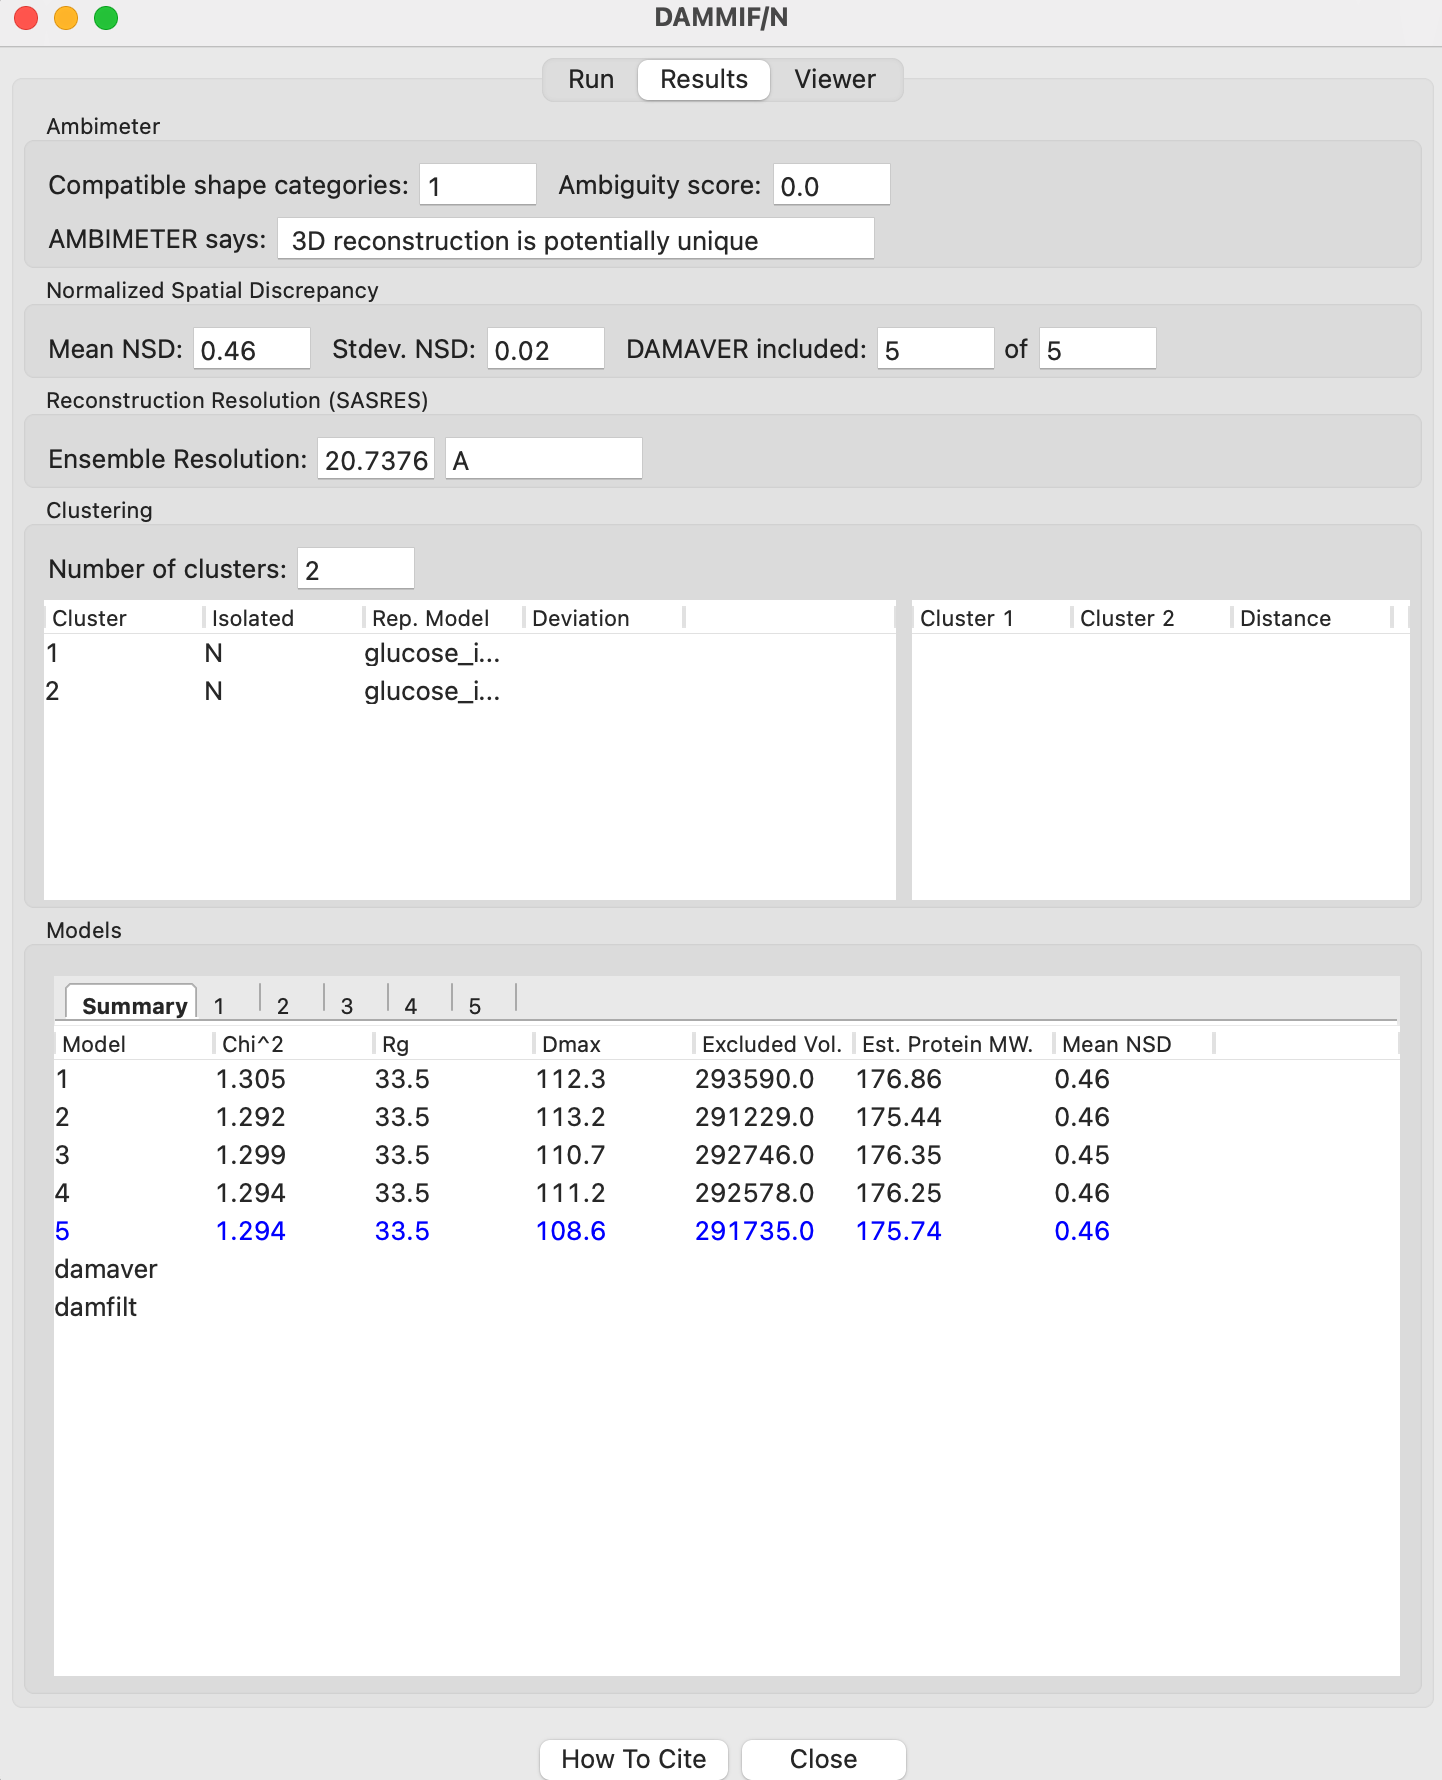 DAMMIF/N
Run Results Viewer
Ambimeter
Compatible shape categories: 1 Ambiguity score: 0.0
AMBIMETER says: 3D reconstruction is potentially unique
Normalized Spatial Discrepancy
Mean NSD: 0.46 Stdev. NSD: 0.02 DAMAVER included: 5 of 5
Reconstruction Resolution (SASRES)
Ensemble Resolution: 20.7376 A
Clustering
Number of clusters: 2
Cluster Isolated Rep. Model Deviation Cluster 1 Cluster 2 Distance
1 N glucose_i...
2 N glucose_i...
Models
Summary 1 2 3 4 5
Model Chi^2 Rg Dmax Excluded Vol. Est. Protein MW. Mean NSD
1 1.305 33.5 112.3 293590.0 176.86 0.46
2 1.292 33.5 113.2 291229.0 175.44 0.46
3 1.299 33.5 110.7 292746.0 176.35 0.45
4 1.294 33.5 111.2 292578.0 176.25 0.46
5 1.294 33.5 108.6 291735.0 175.74 0.46
damaver
damfilt
How To Cite Close